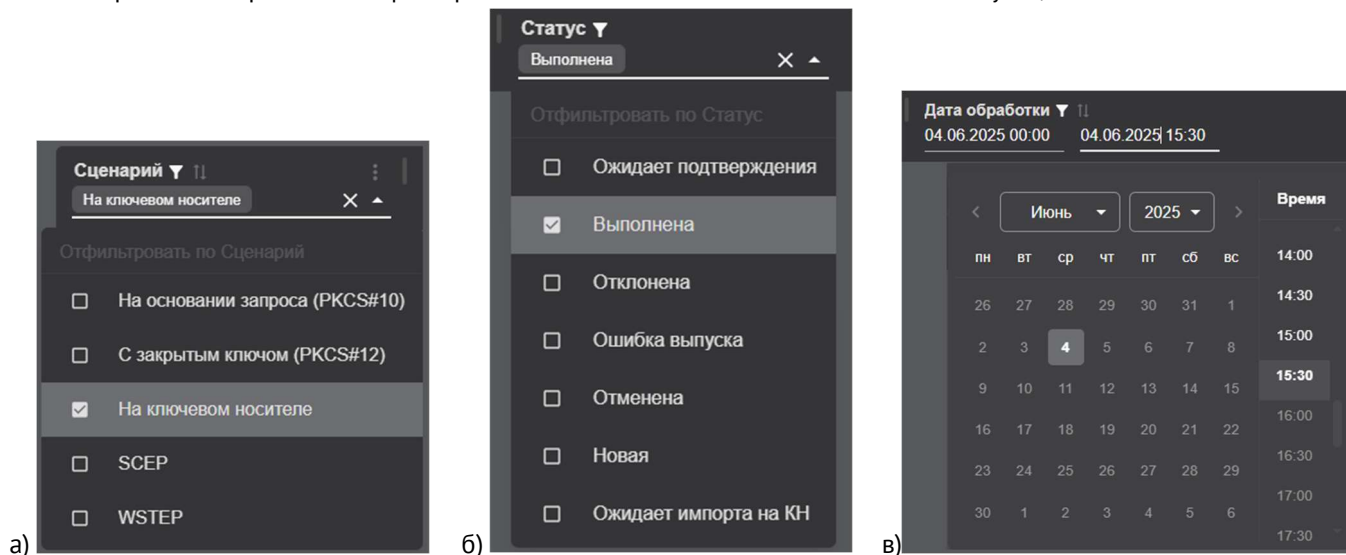 Сценарий
На ключевом носителе
Отфильтровать по Сценарий
На основании запроса (PKCS#10)
С закрытым ключом (PKCS#12)
На ключевом носителе
SCEP
WSTEP
а)
Статус
Выполнена
Отфильтровать по Статус
Ожидает подтверждения
Выполнена
Отклонена
Ошибка выпуска
Отменена
Новая
Ожидает импорта на КН
б)
Дата обработки
04.06.2025 00:00 04.06.2025 15:30
Июнь 2025
пн вт ср чт пт сб вс
26 27 28 29 30 31 1
2 3 4 5 6 7 8
9 10 11 12 13 14 15
16 17 18 19 20 21 22
23 24 25 26 27 28 29
30 1 2 3 4 5 6
Время
14:00
14:30
15:00
15:30
16:00
16:30
17:00
17:30
в)